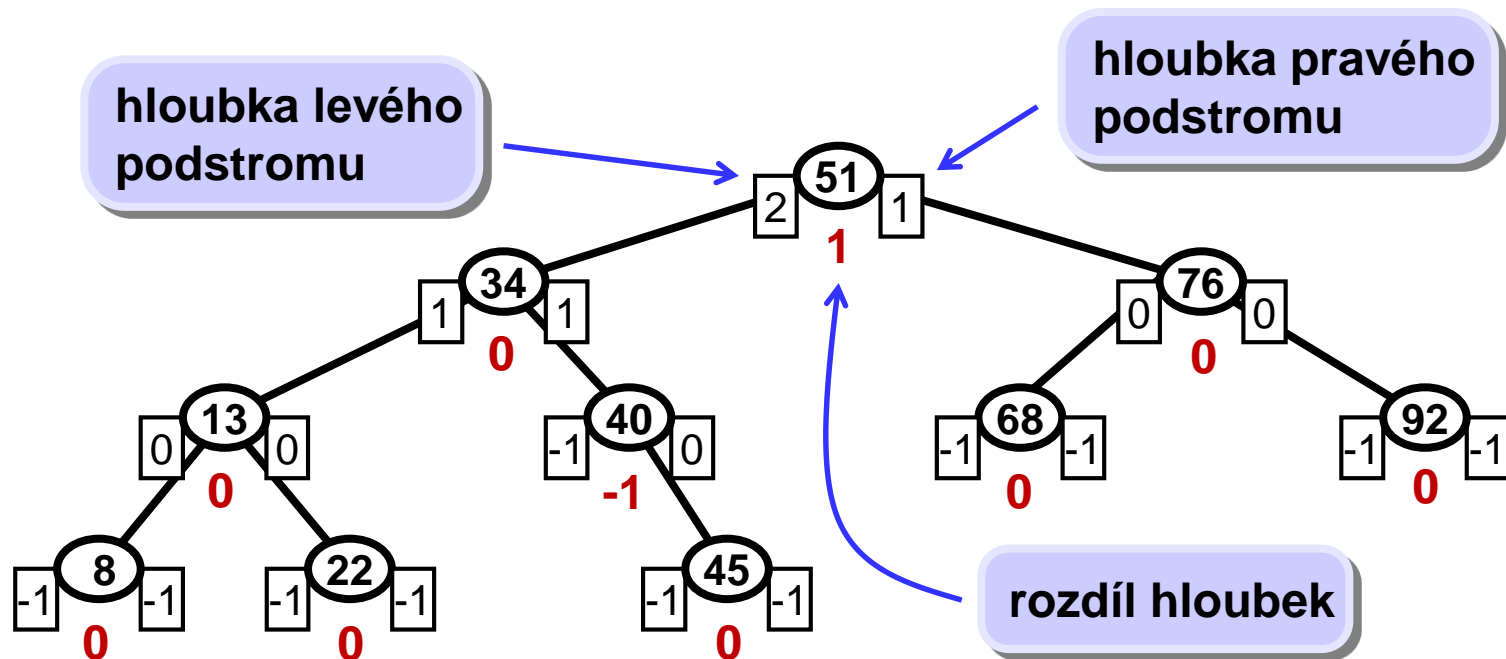 hloubka pravého
podstromu
hloubka levého
podstromu
51
2 1
1
34 76
1 1 0 0
0 0
13 40 68 92
0 0 -1 0 -1 -1 -1 -1
0 -1 0 0
8 22 45
-1 -1 -1 -1 -1 -1
0 0 0
rozdíl hloubek